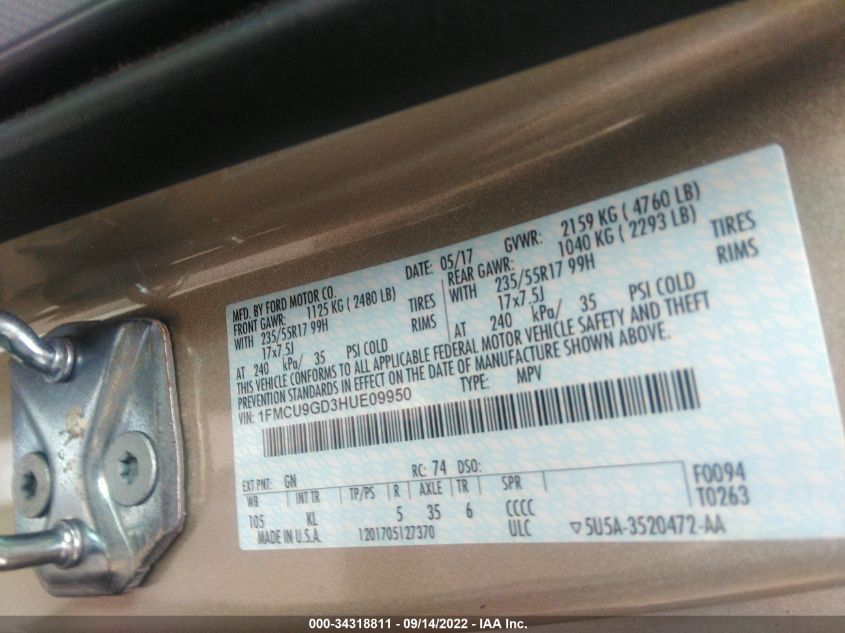 MFD. BY FORD MOTOR CO. DATE: 05/17 GVWR: 2159 KG ( 4760 LB)
FRONT GAWR: 1125 KG ( 2480 LB) REAR GAWR: 1040 KG ( 2293 LB)
WITH 235/55R17 99H TIRES WITH 235/55R17 99H TIRES
17x7.5J RIMS 17x7.5J RIMS
AT 240 kPa/ 35 PSI COLD AT 240 kPa/ 35 PSI COLD
THIS VEHICLE CONFORMS TO ALL APPLICABLE FEDERAL MOTOR VEHICLE SAFETY AND THEFT
PREVENTION STANDARDS IN EFFECT ON THE DATE OF MANUFACTURE SHOWN ABOVE.
VIN: 1FMCU9GD3HUE09950 TYPE: MPV
EXT PNT: GN RC: 74 DSO: F0094
WB INT TR TP/PS R AXLE TR SPR T0263
105 KL 5 35 6 CCCC
MADE IN U.S.A. 1201705127370 ULC ▽5U5A-3520472-AA
000-34318811 - 09/14/2022 - IAA Inc.